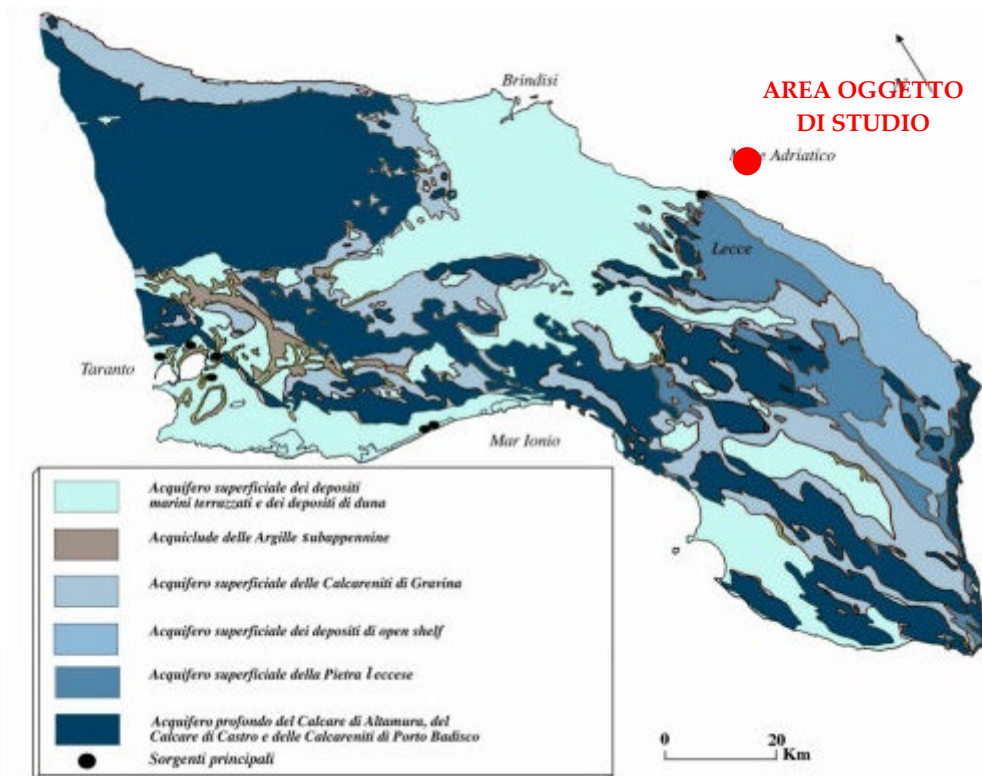 Brindisi
AREA OGGETTO
DI STUDIO
Adriatico
Lecce
Taranto
Mar Ionio
Acquifero superficiale dei depositi
marini terrazzati e dei depositi di duna
Acquiclude delle Argille subappennine
Acquifero superficiale delle Calcareniti di Gravina
Acquifero superficiale dei depositi di open shelf
Acquifero superficiale della Pietra leccese
Acquifero profondo del Calcare di Altamura, del
Calcare di Castro e delle Calcareniti di Porto Badisco
Sorgenti principali
0 20
Km